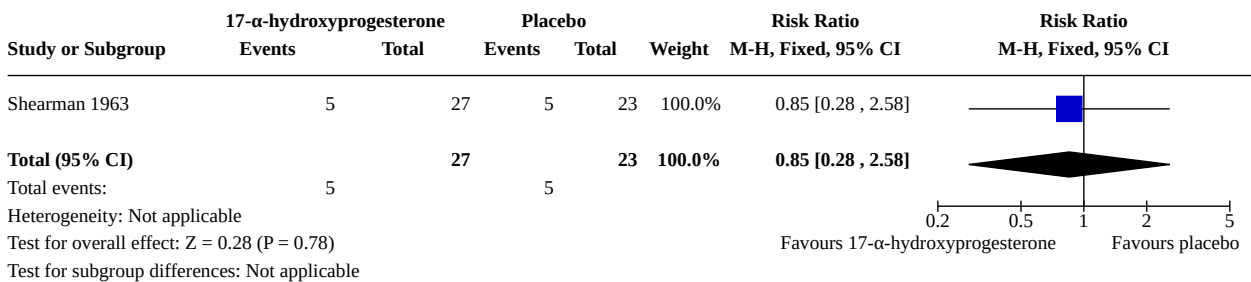 17-α-hydroxyprogesterone Placebo Risk Ratio Risk Ratio
Study or Subgroup Events Total Events Total Weight M-H, Fixed, 95% CI M-H, Fixed, 95% CI
Shearman 1963 5 27 5 23 100.0% 0.85 [0.28 , 2.58]
Total (95% CI) 27 23 100.0% 0.85 [0.28 , 2.58]
Total events: 5 5
Heterogeneity: Not applicable
0.2 0.5 1 2 5
Test for overall effect: Z = 0.28 (P = 0.78) Favours 17-α-hydroxyprogesterone Favours placebo
Test for subgroup differences: Not applicable